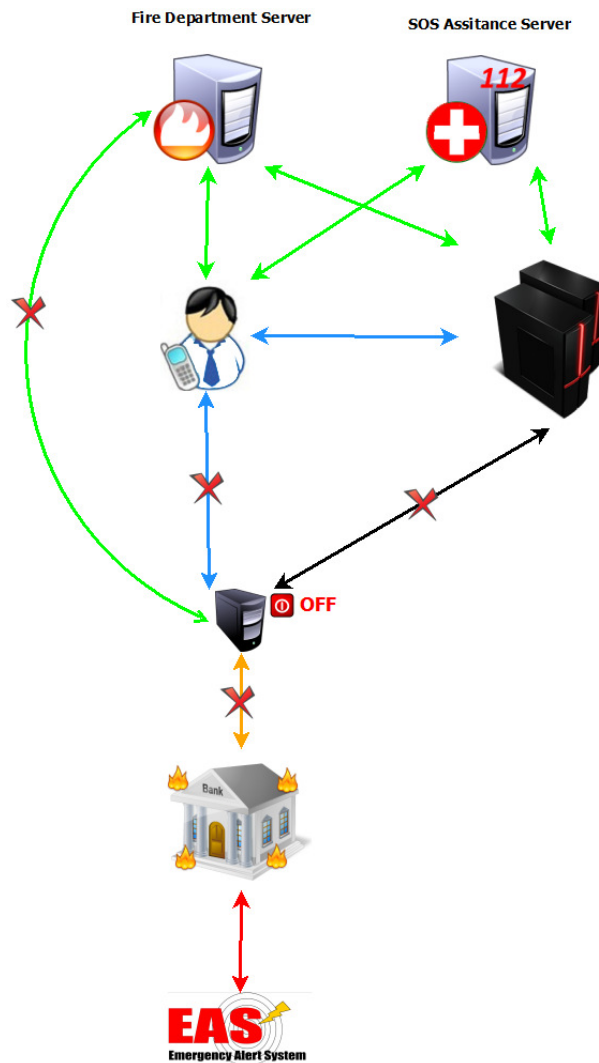 Fire Department Server
SOS Assitance Server
112
OFF
Bank
EAS
Emergency Alert System